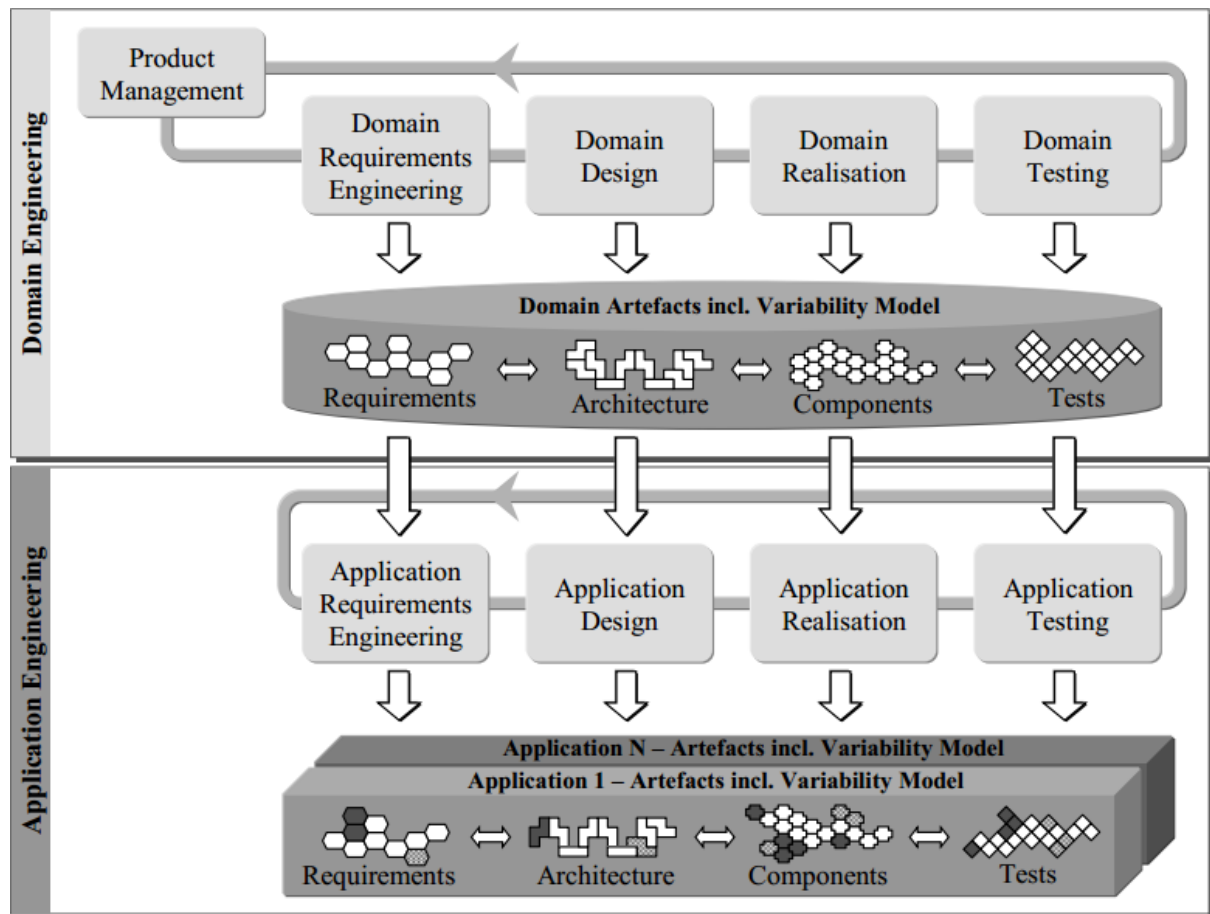 Domain Engineering
Product
Management
Domain
Requirements
Engineering
Domain
Design
Domain
Realisation
Domain
Testing
Domain Artefacts incl. Variability Model
Requirements
Architecture
Components
Tests
Application Engineering
Application
Requirements
Engineering
Application
Design
Application
Realisation
Application
Testing
Application N – Artefacts incl. Variability Model
Application 1 – Artefacts incl. Variability Model
Requirements
Architecture
Components
Tests